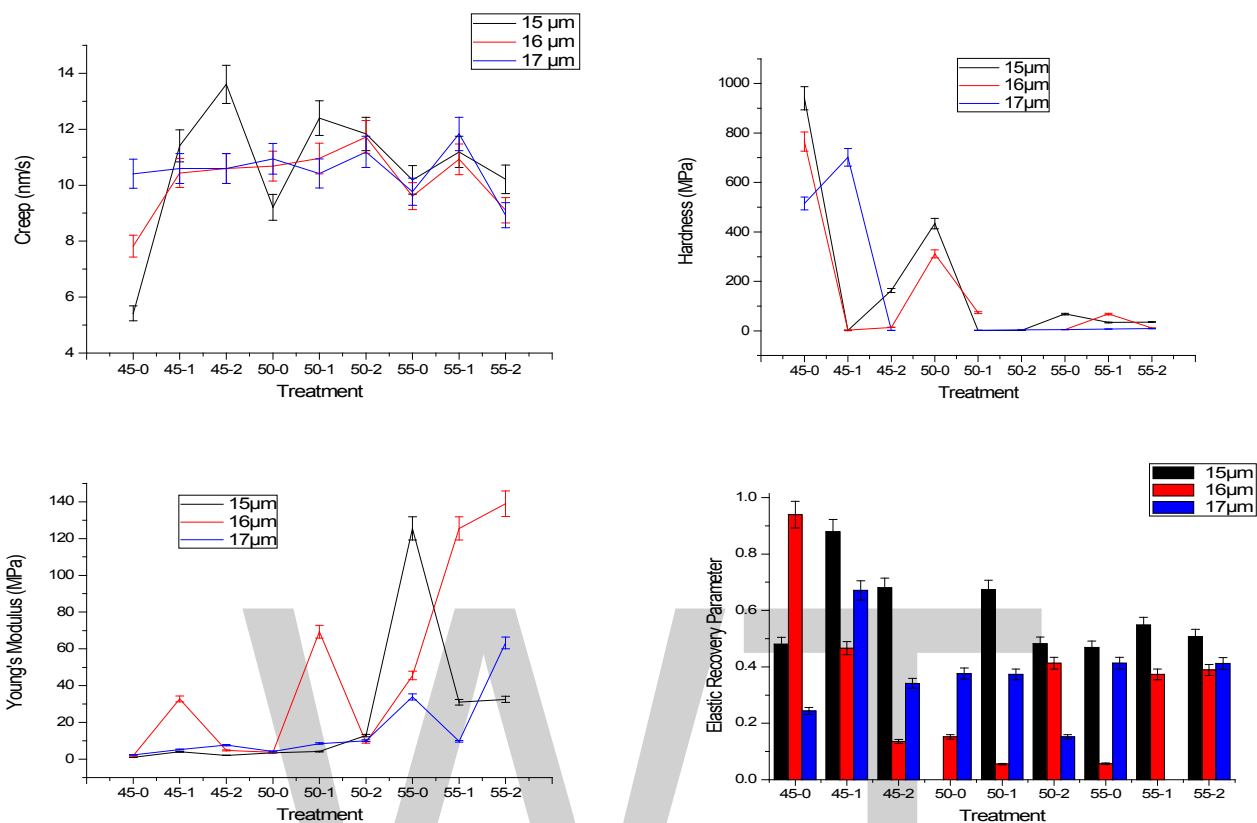 15 µm
16 µm
17 µm
14
12
10
8
6
4
Creep (nm/s)
45-0 45-1 45-2 50-0 50-1 50-2 55-0 55-1 55-2
Treatment
15µm
16µm
17µm
1000
800
600
400
200
0
Hardness (MPa)
45-0 45-1 45-2 50-0 50-1 50-2 55-0 55-1 55-2
Treatment
15µm
16µm
17µm
140
120
100
80
60
40
20
0
Young's Modulus (MPa)
45-0 45-1 45-2 50-0 50-1 50-2 55-0 55-1 55-2
Treatment
15µm
16µm
17µm
1.0
0.8
0.6
0.4
0.2
0.0
Elastic Recovery Parameter
45-0 45-1 45-2 50-0 50-1 50-2 55-0 55-1 55-2
Treatment